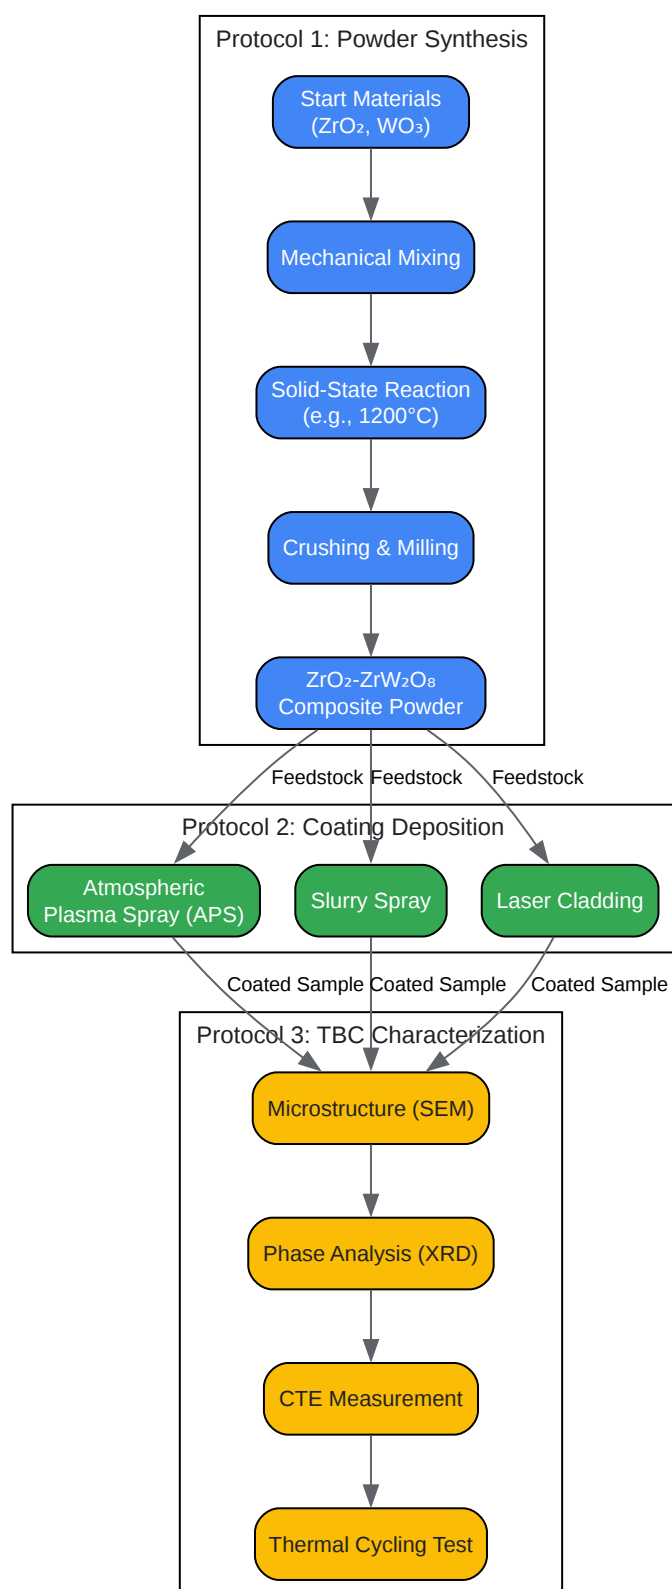 Protocol 1: Powder Synthesis
Start Materials
(ZrO₂, WO₃)
Mechanical Mixing
Solid-State Reaction
(e.g., 1200°C)
Crushing & Milling
ZrO₂-ZrW₂O₈
Composite Powder
Feedstock
Feedstock
Feedstock
Protocol 2: Coating Deposition
Atmospheric
Plasma Spray (APS)
Slurry Spray
Laser Cladding
Coated Sample
Coated Sample
Coated Sample
Protocol 3: TBC Characterization
Microstructure (SEM)
Phase Analysis (XRD)
CTE Measurement
Thermal Cycling Test